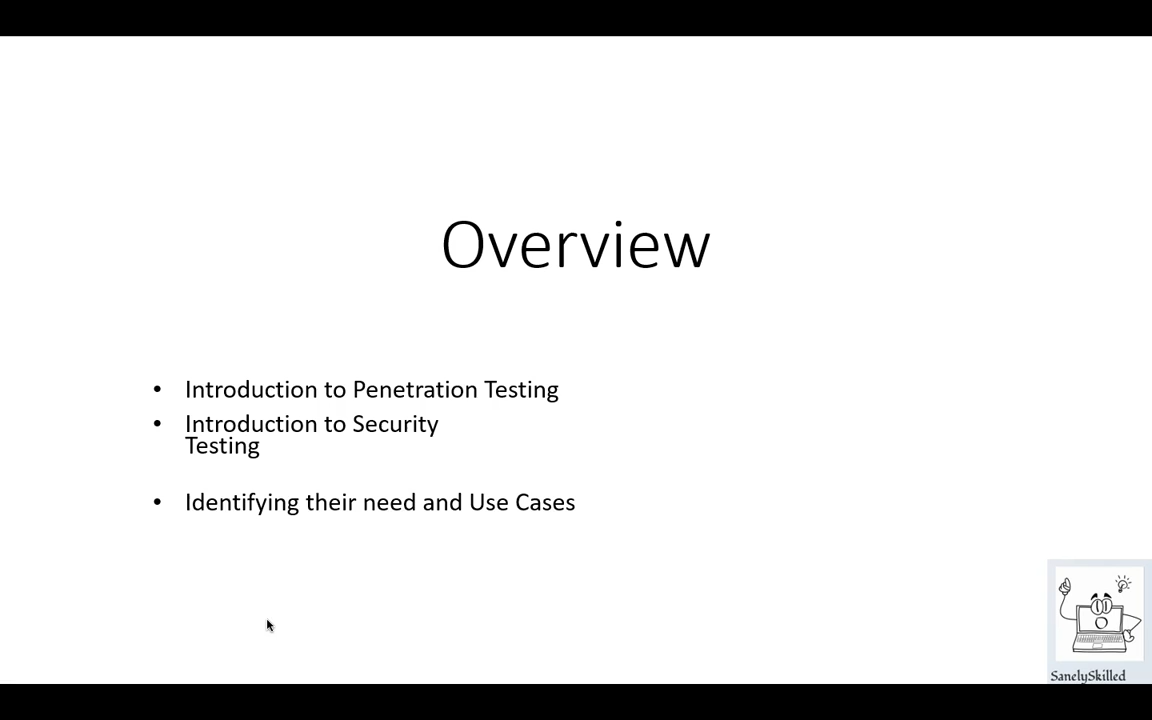 Overview
• Introduction to Penetration Testing
• Introduction to Security
Testing
• Identifying their need and Use Cases
SanelySkilled